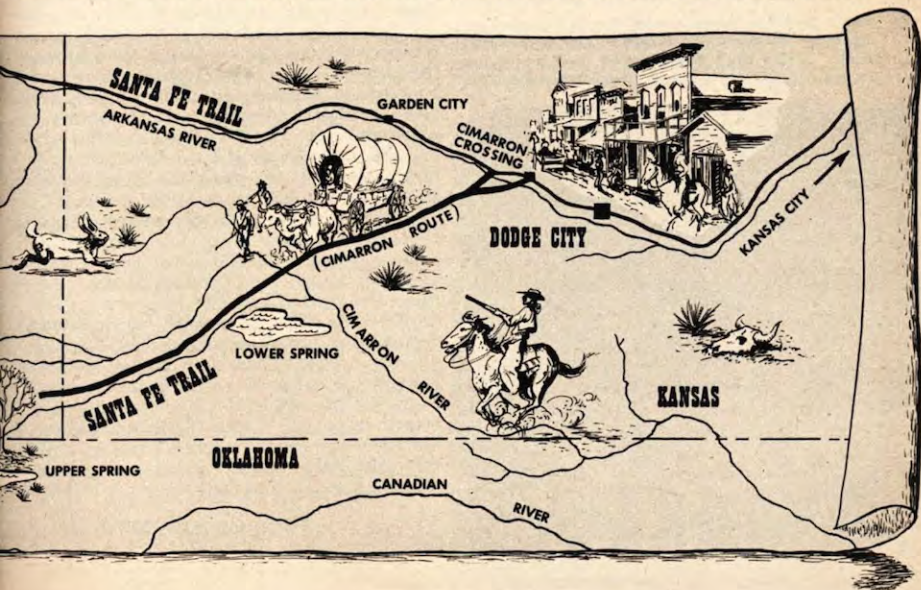 SANTA FE TRAIL
ARKANSAS RIVER
GARDEN CITY
CIMARRON
CROSSING
(CIMARRON ROUTE)
DODGE CITY
KANSAS CITY
LOWER SPRING
CIMARRON RIVER
SANTA FE TRAIL
KANSAS
OKLAHOMA
UPPER SPRING
CANADIAN RIVER